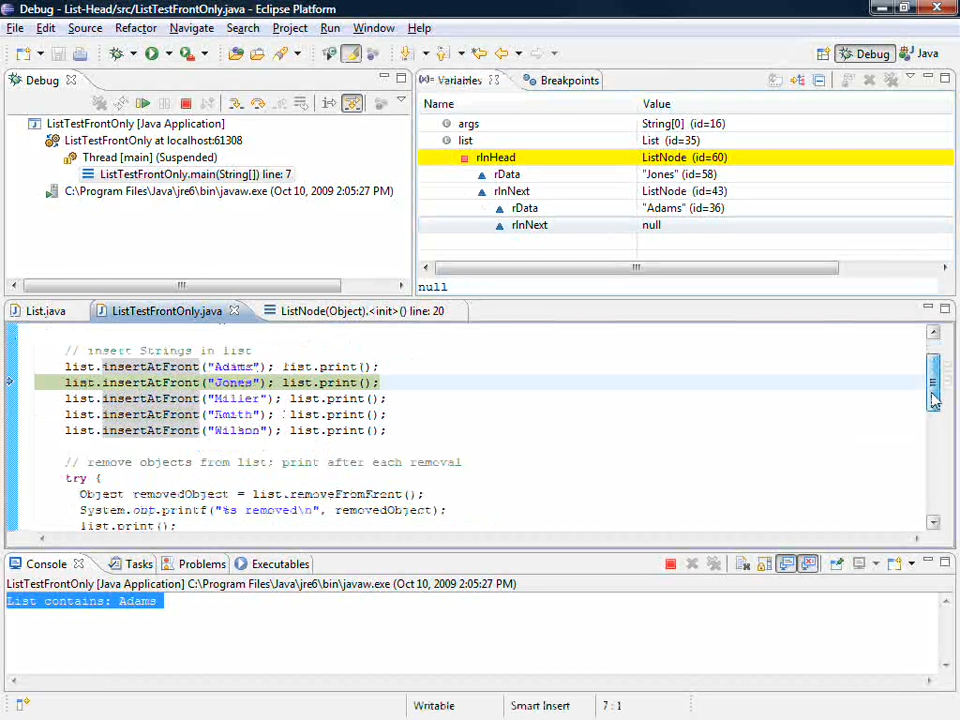 Debug - List-Head/src/ListTestFrontOnly.java - Eclipse Platform
File Edit Source Refactor Navigate Search Project Run Window Help
Debug Java
Debug
ListTestFrontOnly [Java Application]
ListTestFrontOnly at localhost:61308
Thread [main] (Suspended)
ListTestFrontOnly.main(String[]) line: 7
C:\Program Files\Java\jre6\bin\javaw.exe (Oct 10, 2009 2:05:27 PM)
(x)= Variables Breakpoints
Name Value
args String[0] (id=16)
list List (id=35)
rlnHead ListNode (id=60)
rData "Jones" (id=58)
rlnNext ListNode (id=43)
rData "Adams" (id=36)
rlnNext null
null
List.java ListTestFrontOnly.java ListNode(Object).<init>() line: 20
// insert Strings in list
list.insertAtFront("Adams"); list.print();
list.insertAtFront("Jones"); list.print();
list.insertAtFront("Miller"); list.print();
list.insertAtFront(" "); list.print();
list.insertAtFront("Wilson"); list.print();
// remove objects from list; print after each removal
try {
Object removedObject = list.removeFromFront();
System.out.printf("%s removed\n", removedObject);
list.print();
Console Tasks Problems Executables
ListTestFrontOnly [Java Application] C:\Program Files\Java\jre6\bin\javaw.exe (Oct 10, 2009 2:05:27 PM)
List contains: Adams
Writable Smart Insert 7 : 1